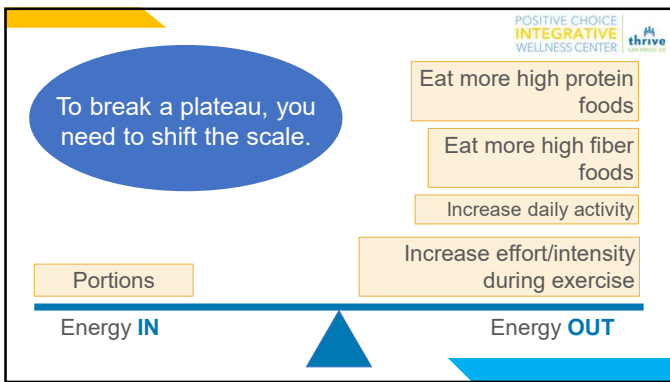 POSITIVE CHOICE
INTEGRATIVE
WELLNESS CENTER
thrive
To break a plateau, you
need to shift the scale.
Eat more high protein
foods
Eat more high fiber
foods
Increase daily activity
Increase effort/intensity
during exercise
Portions
Energy IN
Energy OUT